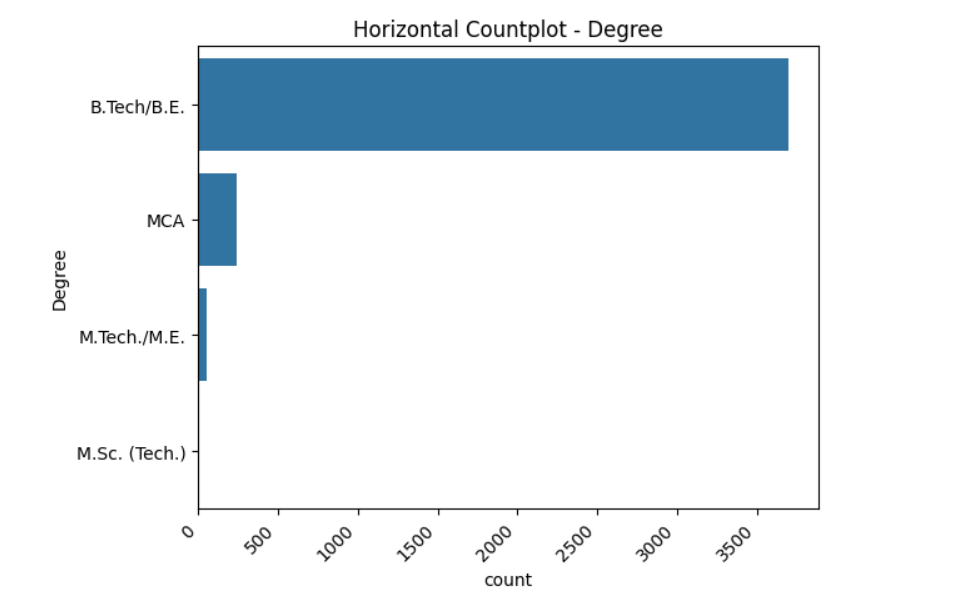 Horizontal Countplot - Degree
B.Tech/B.E.
MCA
M.Tech./M.E.
M.Sc. (Tech.)
Degree
0
500
1000
1500
2000
2500
3000
3500
count